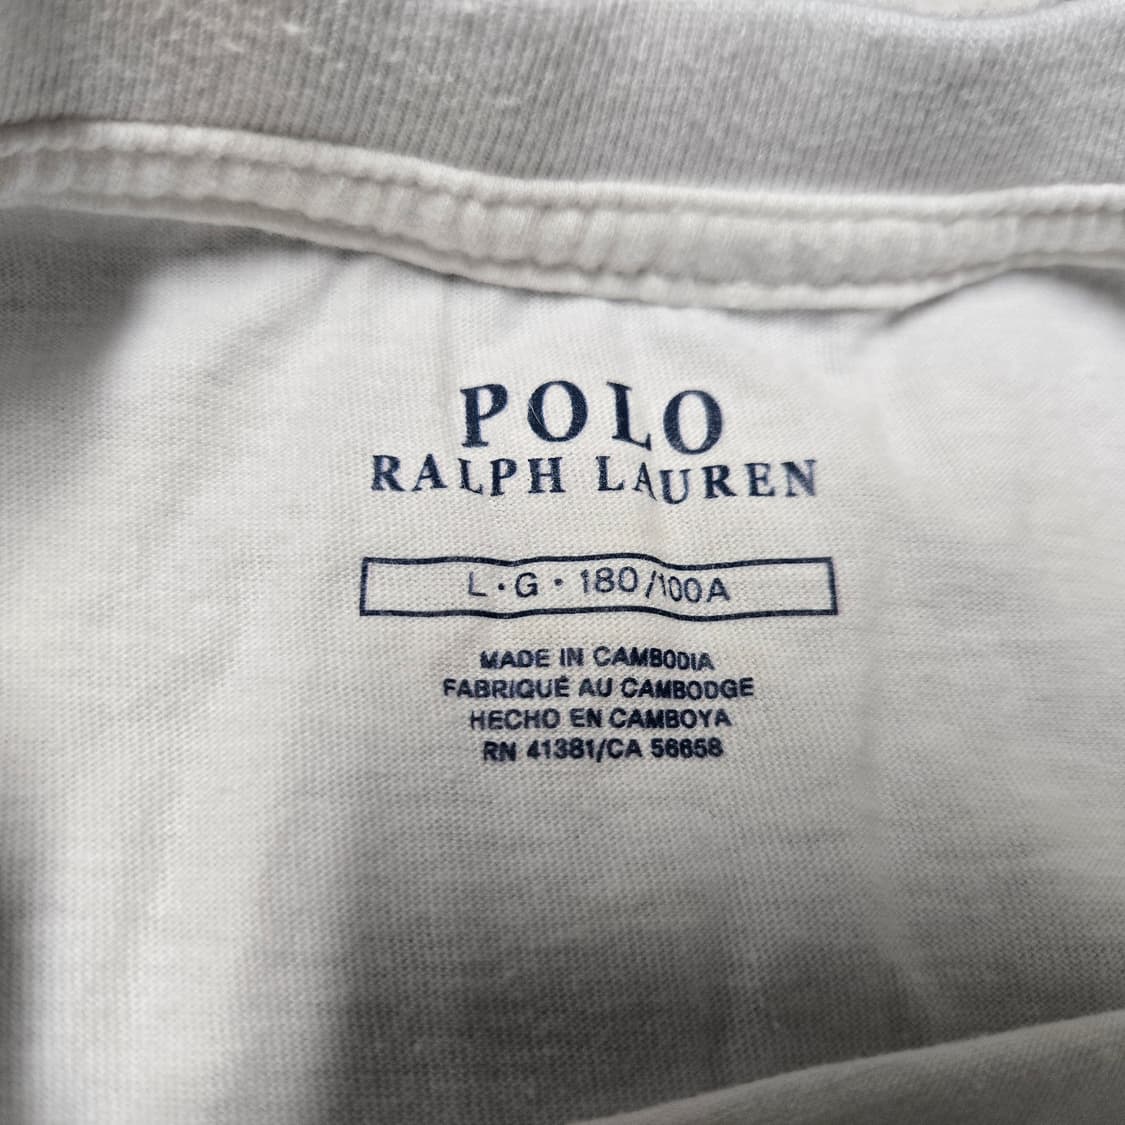 POLO
RALPH LAUREN
L • G • 180/100A
MADE IN CAMBODIA
FABRIQUÉ AU CAMBODGE
HECHO EN CAMBOYA
RN 41381/CA 56658